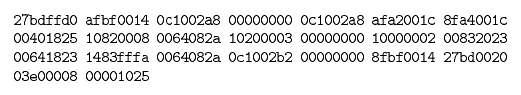 27bdffd0 afbf0014 0c1002a8 00000000 0c1002a8 afa2001c 8fa4001c
00401825 10820008 0064082a 10200003 00000000 10000002 00832023
00641823 1483fffa 0064082a 0c1002b2 00000000 8fbf0014 27bd0020
03e00008 00001025